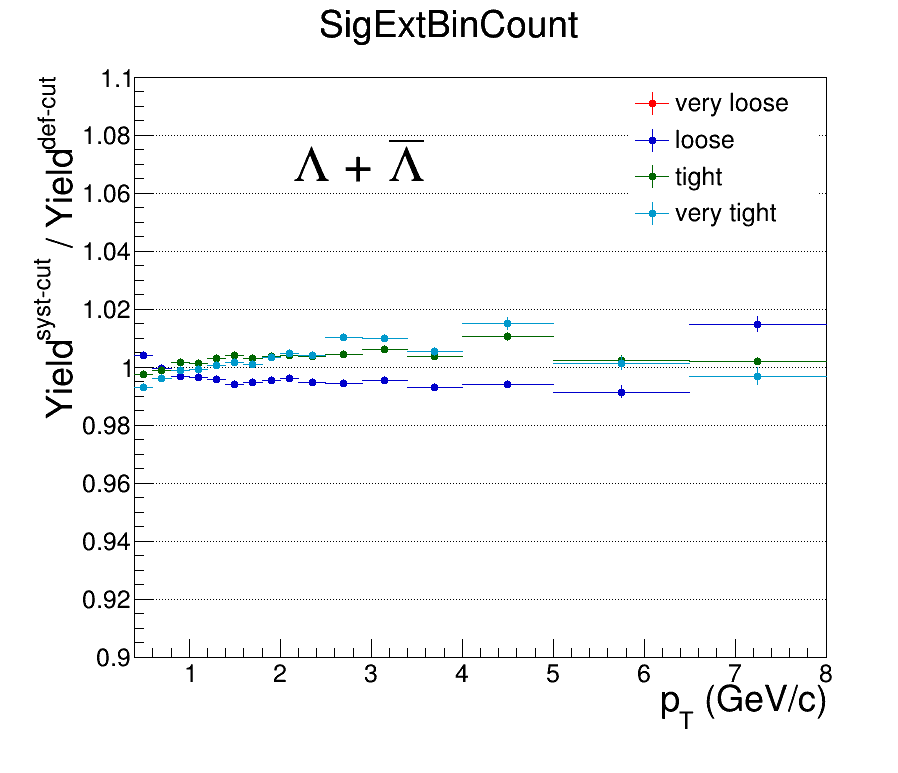 SigExtBinCount
Yield^syst-cut / Yield^def-cut
1.1
1.08
1.06
1.04
1.02
1
0.98
0.96
0.94
0.92
0.9
Λ + Λ̅
very loose
loose
tight
very tight
1 2 3 4 5 6 7 8
p_T (GeV/c)